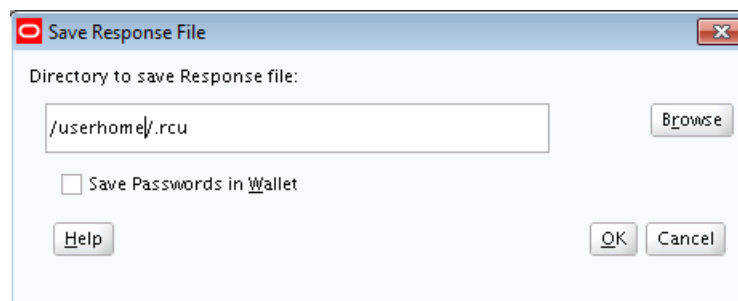 Save Response File
Directory to save Response file:
/userhome/.rcu
Browse
Save Passwords in Wallet
Help
OK
Cancel